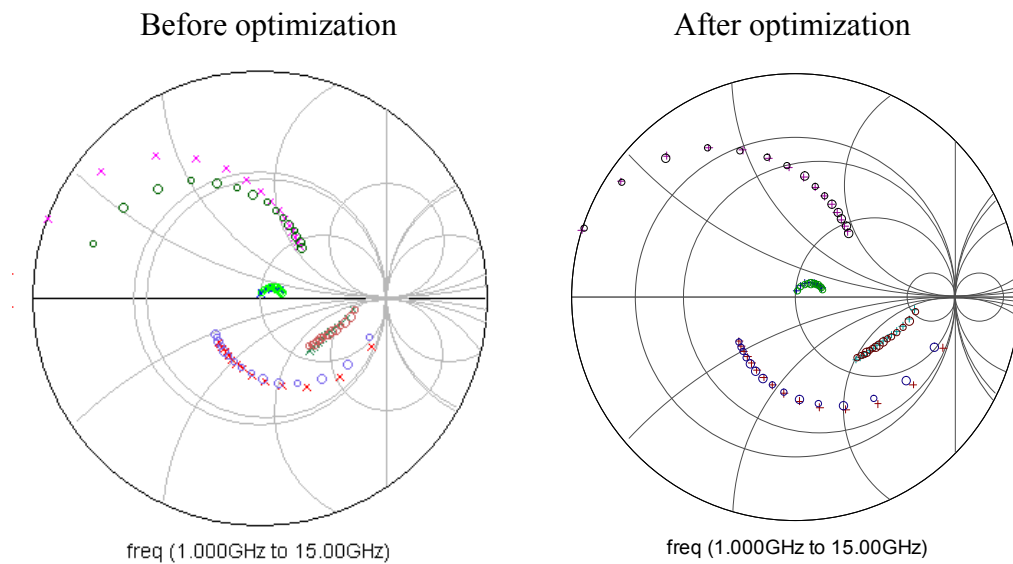 Before optimization
After optimization
freq (1.000GHz to 15.00GHz)
freq (1.000GHz to 15.00GHz)